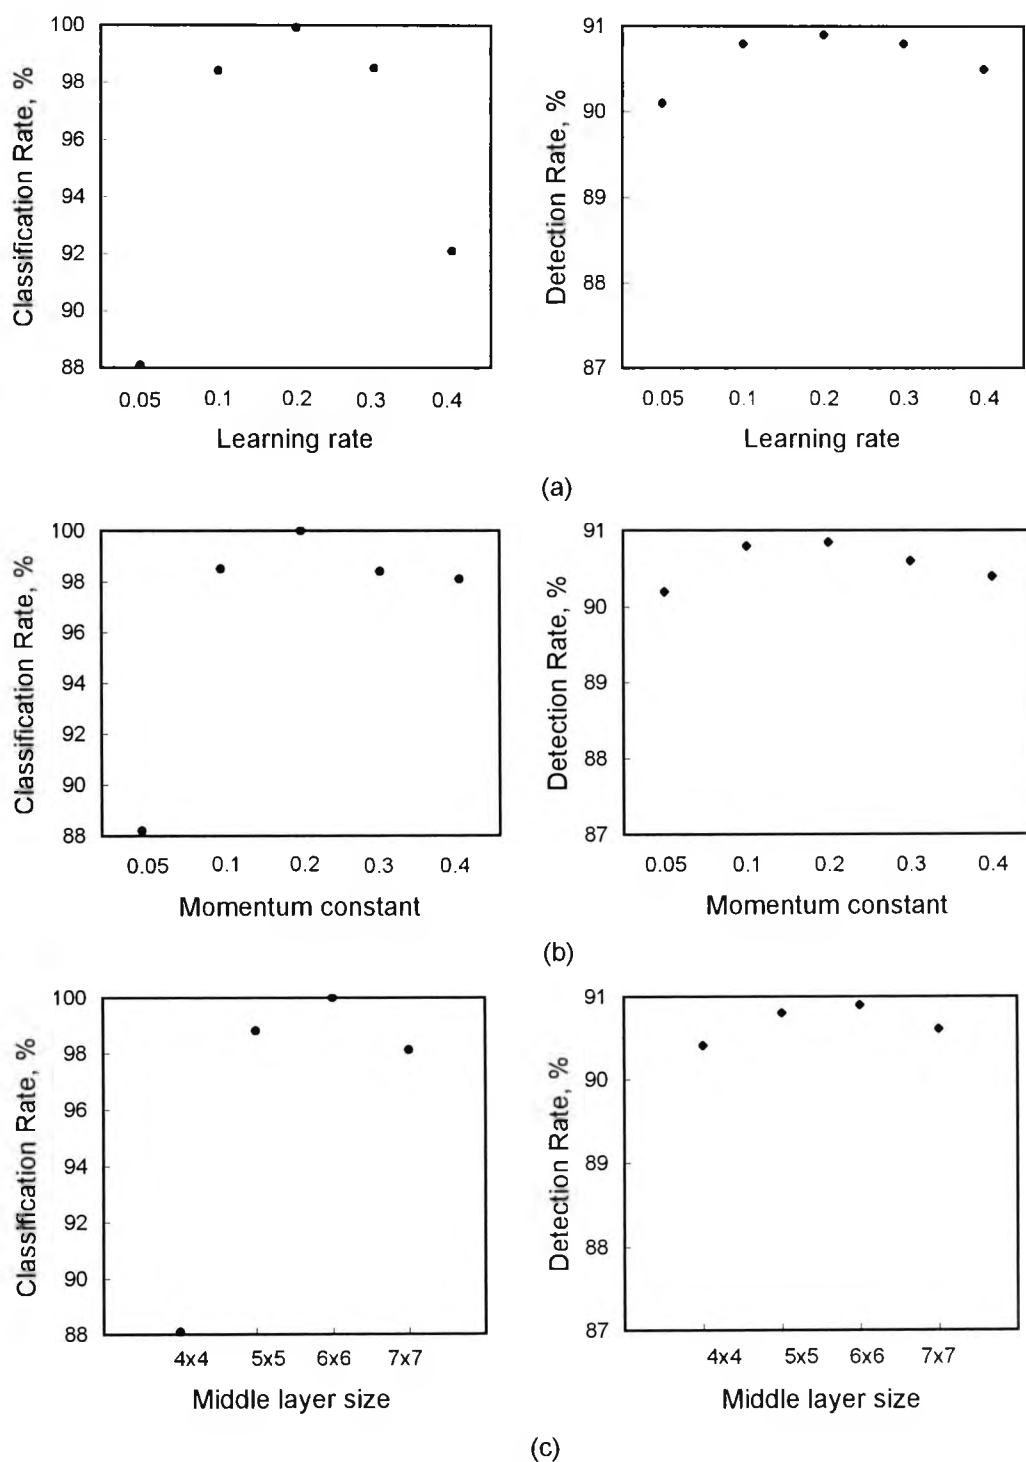 100
98
96
94
92
90
88
Classification Rate, %
0.05 0.1 0.2 0.3 0.4
Learning rate
91
90
89
88
87
Detection Rate, %
0.05 0.1 0.2 0.3 0.4
Learning rate
(a)
100
98
96
94
92
90
88
Classification Rate, %
0.05 0.1 0.2 0.3 0.4
Momentum constant
91
90
89
88
87
Detection Rate, %
0.05 0.1 0.2 0.3 0.4
Momentum constant
(b)
100
98
96
94
92
90
88
Classification Rate, %
4x4 5x5 6x6 7x7
Middle layer size
91
90
89
88
87
Detection Rate, %
4x4 5x5 6x6 7x7
Middle layer size
(c)